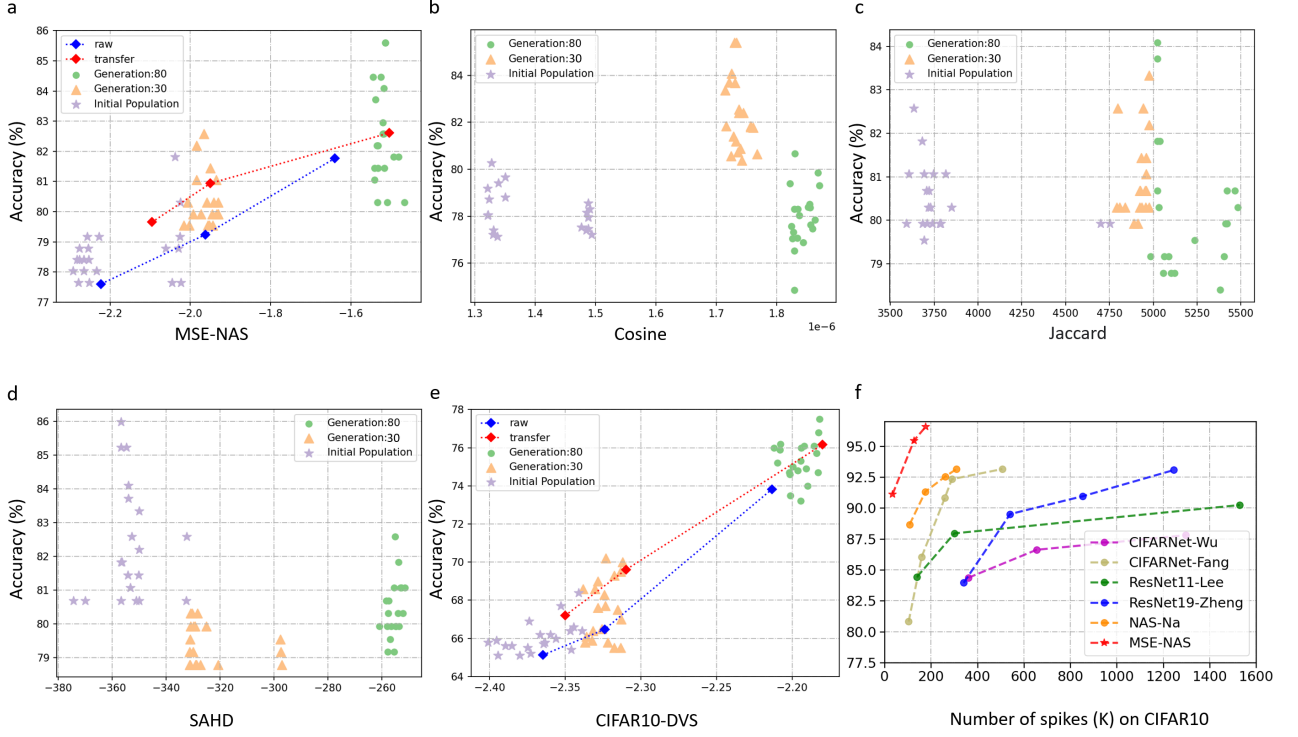 a
86
85
84
83
82
81
80
79
78
77
Accuracy (%)
raw
transfer
Generation:80
Generation:30
Initial Population
−2.2
−2.0
−1.8
−1.6
MSE-NAS
b
84
82
80
78
76
Accuracy (%)
Generation:80
Generation:30
Initial Population
1.3
1.4
1.5
1.6
1.7
1.8
1e−6
Cosine
c
84
83
82
81
80
79
Accuracy (%)
Generation:80
Generation:30
Initial Population
3500
3750
4000
4250
4500
4750
5000
5250
5500
Jaccard
d
86
85
84
83
82
81
80
79
Accuracy (%)
Generation:80
Generation:30
Initial Population
−380
−360
−340
−320
−300
−280
−260
SAHD
e
78
76
74
72
70
68
66
64
Accuracy (%)
raw
transfer
Generation:80
Generation:30
Initial Population
−2.40
−2.35
−2.30
−2.25
−2.20
CIFAR10-DVS
f
95.0
92.5
90.0
87.5
85.0
82.5
80.0
77.5
CIFARNet-Wu
CIFARNet-Fang
ResNet11-Lee
ResNet19-Zheng
NAS-Na
MSE-NAS
0
200
400
600
800
1000
1200
1400
1600
Number of spikes (K) on CIFAR10